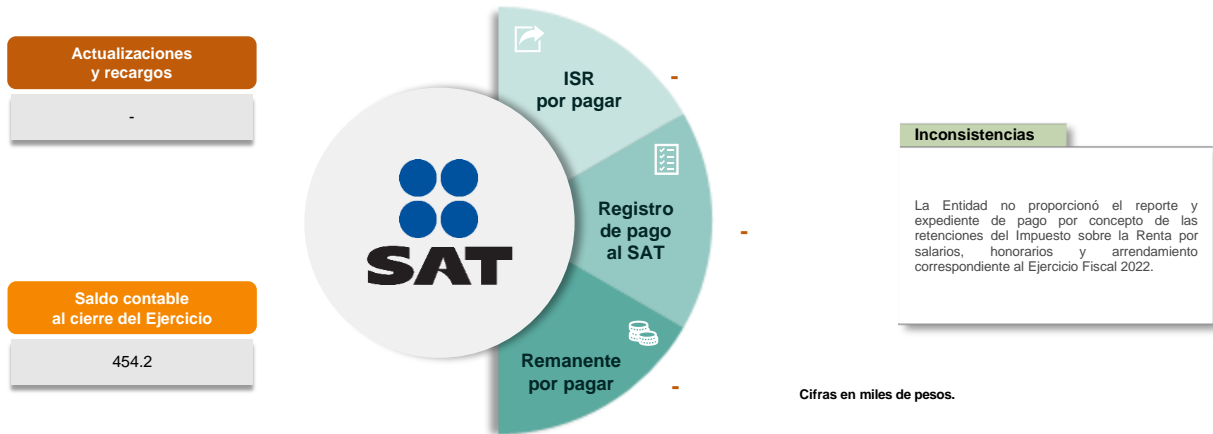 Actualizaciones
y recargos
-
ISR
por pagar
-
SAT
Registro
de pago
al SAT
-
Inconsistencias
La Entidad no proporcionó el reporte y
expediente de pago por concepto de las
retenciones del Impuesto sobre la Renta por
salarios, honorarios y arrendamiento
correspondiente al Ejercicio Fiscal 2022.
Saldo contable
al cierre del Ejercicio
454.2
Remanente
por pagar
-
Cifras en miles de pesos.